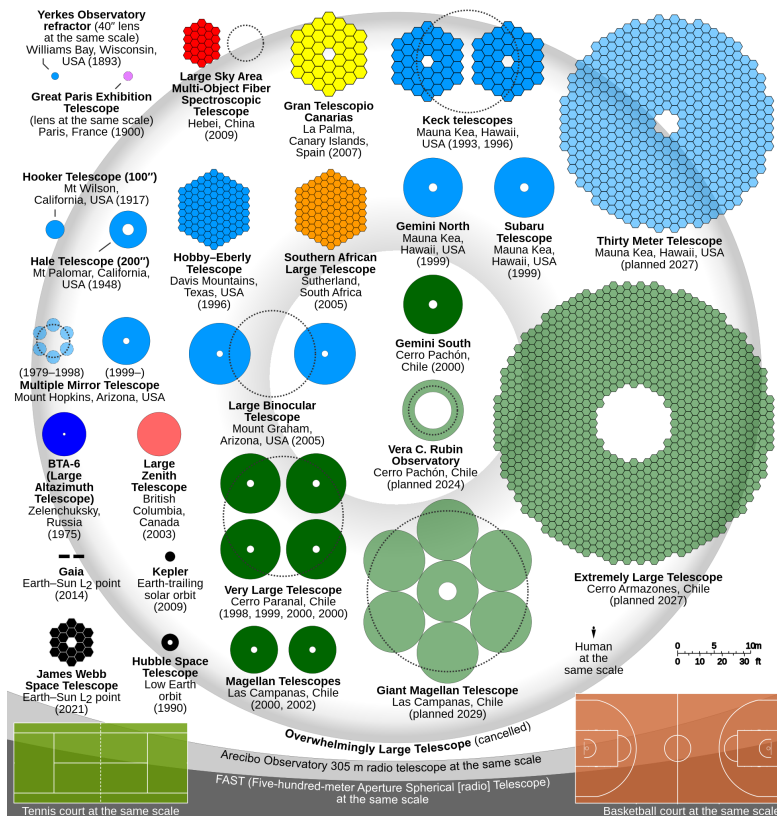 Yerkes Observatory
refractor (40″ lens
at the same scale)
Williams Bay, Wisconsin,
USA (1893)
Great Paris Exhibition
Telescope
(lens at the same scale)
Paris, France (1900)
Large Sky Area
Multi-Object Fiber
Spectroscopic
Telescope
Hebei, China
(2009)
Gran Telescopio
Canarias
La Palma,
Canary Islands,
Spain (2007)
Keck telescopes
Mauna Kea, Hawaii,
USA (1993, 1996)
Thirty Meter Telescope
Mauna Kea, Hawaii, USA
(planned 2027)
Hooker Telescope (100″)
Mt Wilson,
California, USA (1917)
Hale Telescope (200″)
Mt Palomar, California,
USA (1948)
Hobby–Eberly
Telescope
Davis Mountains,
Texas, USA
(1996)
Southern African
Large Telescope
Sutherland,
South Africa
(2005)
Gemini North
Mauna Kea,
Hawaii, USA
(1999)
Subaru
Telescope
Mauna Kea,
Hawaii, USA
(1999)
Gemini South
Cerro Pachón,
Chile (2000)
(1979–1998) (1999–)
Multiple Mirror Telescope
Mount Hopkins, Arizona, USA
Large Binocular
Telescope
Mount Graham,
Arizona, USA (2005)
Vera C. Rubin
Observatory
Cerro Pachón, Chile
(planned 2024)
BTA-6
(Large
Altazimuth
Telescope)
Zelenchuksky,
Russia
(1975)
Large
Zenith
Telescope
British
Columbia,
Canada
(2003)
Very Large Telescope
Cerro Paranal, Chile
(1998, 1999, 2000, 2000)
Extremely Large Telescope
Cerro Armazones, Chile
(planned 2027)
Gaia
Earth–Sun L2 point
(2014)
Kepler
Earth-trailing
solar orbit
(2009)
James Webb
Space Telescope
Earth–Sun L2 point
(2021)
Hubble Space
Telescope
Low Earth
orbit
(1990)
Magellan Telescopes
Las Campanas, Chile
(2000, 2002)
Giant Magellan Telescope
Las Campanas, Chile
(planned 2029)
Human
at the
same scale
0 5 10 m
0 10 20 30 ft
Overwhelmingly Large Telescope (cancelled)
Arecibo Observatory 305 m radio telescope at the same scale
FAST (Five-hundred-meter Aperture Spherical [radio] Telescope)
at the same scale
Tennis court at the same scale
Basketball court at the same scale